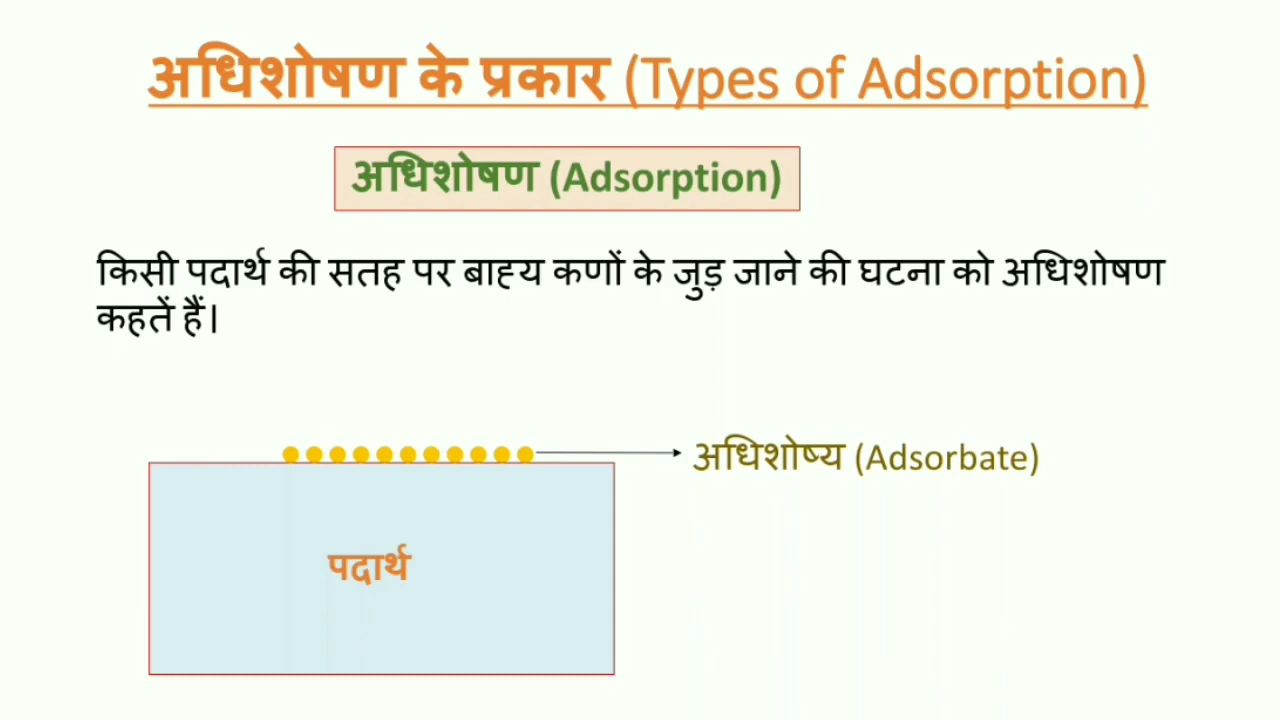 अधिशोषण के प्रकार (Types of Adsorption)
अधिशोषण (Adsorption)
किसी पदार्थ की सतह पर बाह्य कणों के जुड़ जाने की घटना को अधिशोषण
कहतें हैं।
अधिशोष्य (Adsorbate)
पदार्थ